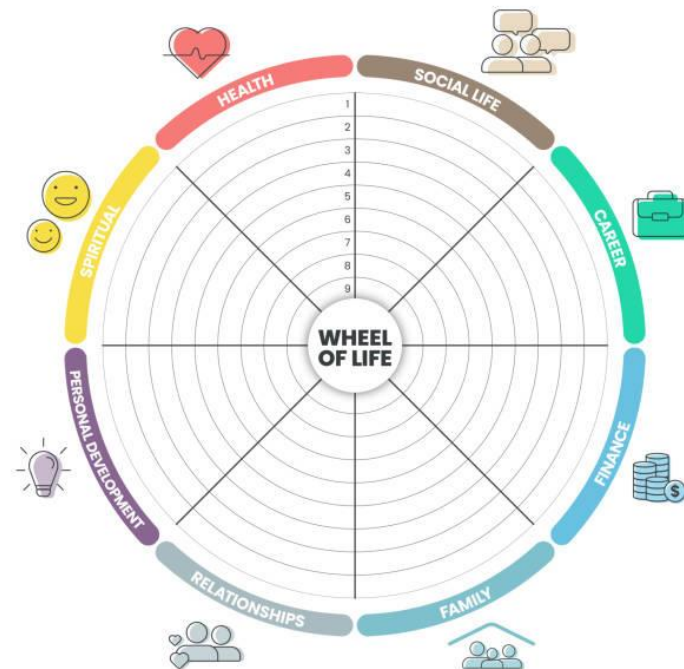 HEALTH
SOCIAL LIFE
CAREER
FINANCE
FAMILY
RELATIONSHIPS
PERSONAL DEVELOPMENT
SPIRITUAL
1
2
3
4
5
6
7
8
9
WHEEL
OF LIFE
$